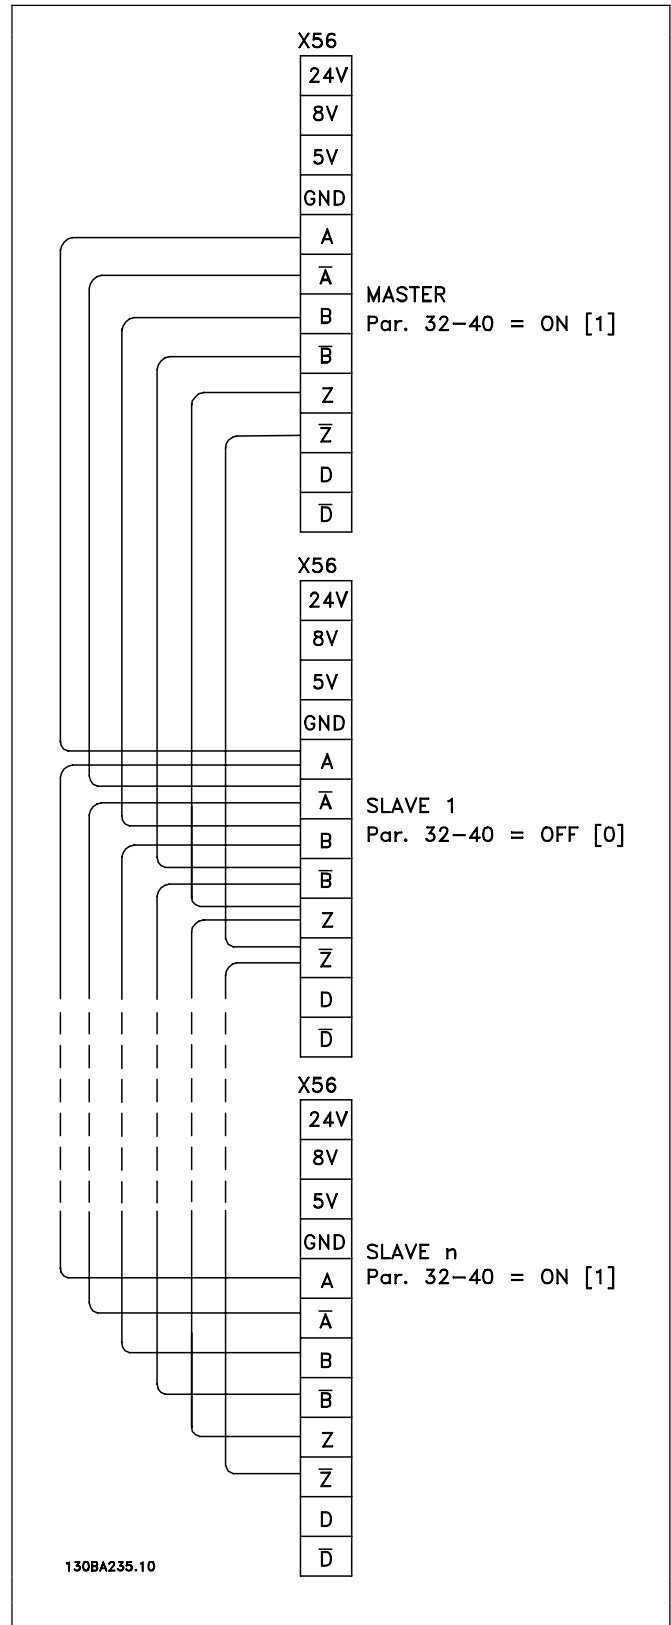 X56
24V
8V
5V
GND
A
A̅
B
B̅
Z
Z̅
D
D̅
MASTER
Par. 32-40 = ON [1]
X56
24V
8V
5V
GND
A
A̅
B
B̅
Z
Z̅
D
D̅
SLAVE 1
Par. 32-40 = OFF [0]
X56
24V
8V
5V
GND
A
A̅
B
B̅
Z
Z̅
D
D̅
SLAVE n
Par. 32-40 = ON [1]
130BA235.10